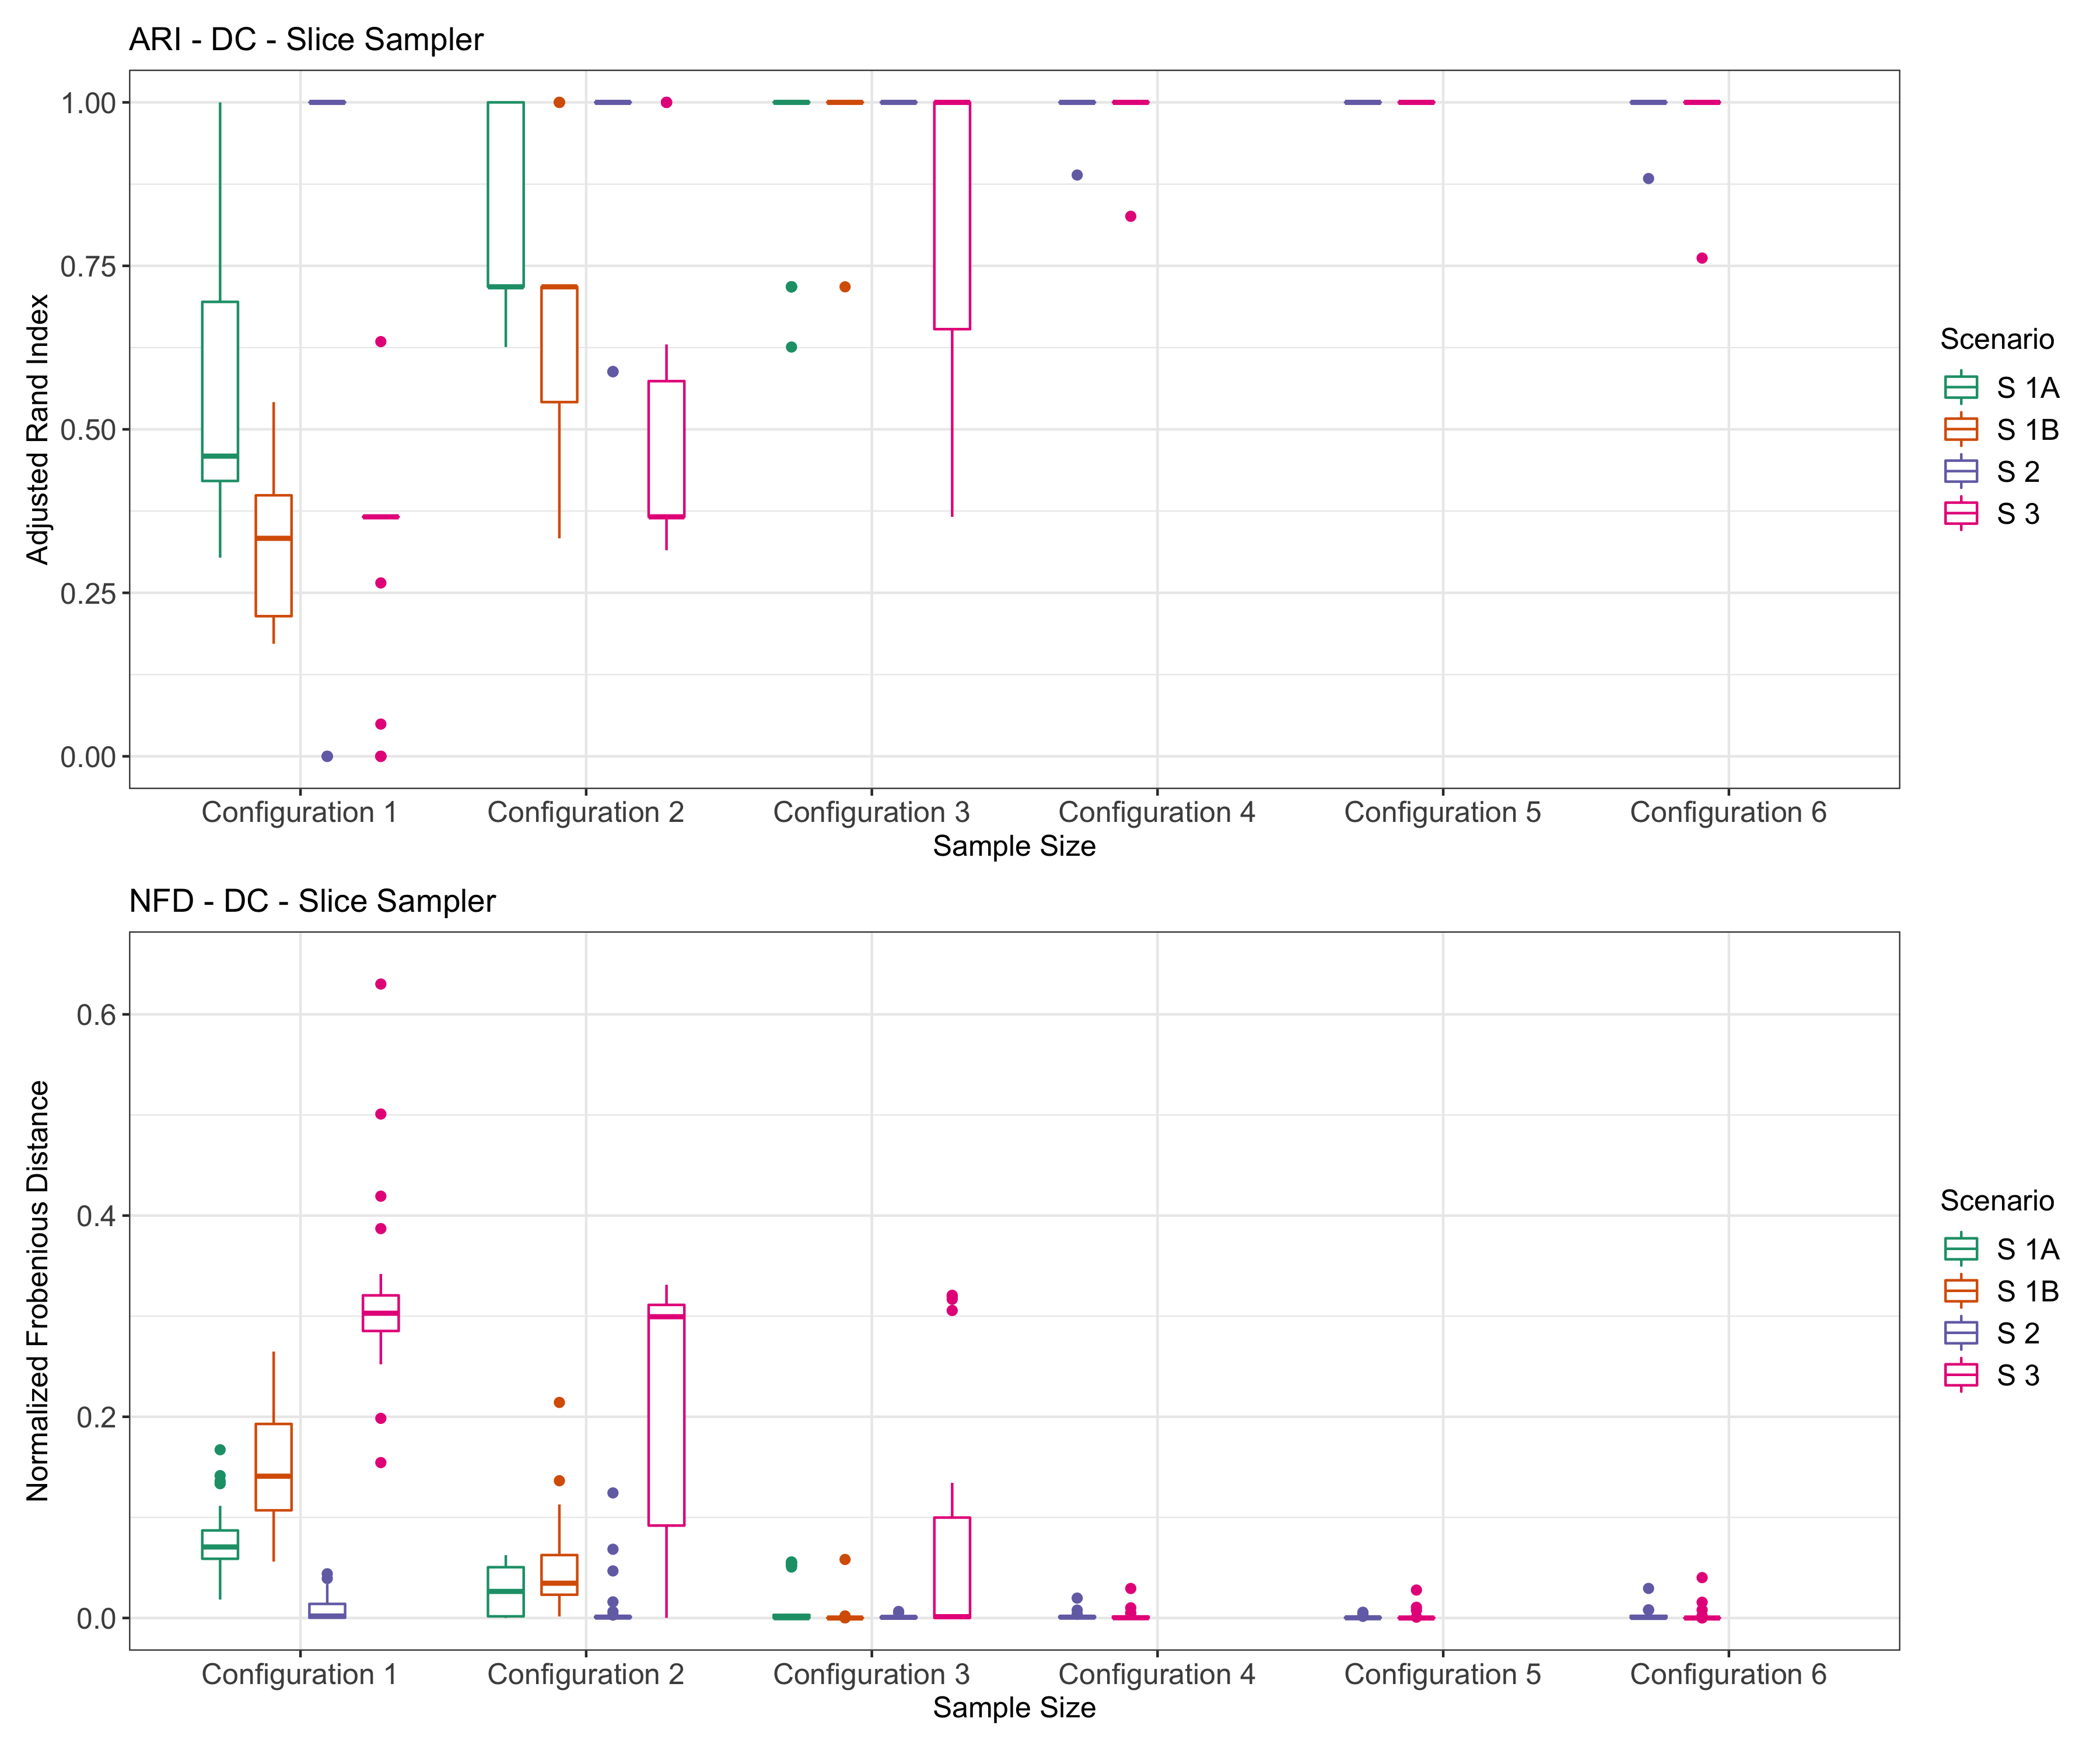 ARI - DC - Slice Sampler
Adjusted Rand Index
1.00
0.75
0.50
0.25
0.00
Configuration 1
Configuration 2
Configuration 3
Configuration 4
Configuration 5
Configuration 6
Sample Size
Scenario
S 1A
S 1B
S 2
S 3
NFD - DC - Slice Sampler
Normalized Frobenious Distance
0.6
0.4
0.2
0.0
Configuration 1
Configuration 2
Configuration 3
Configuration 4
Configuration 5
Configuration 6
Sample Size
Scenario
S 1A
S 1B
S 2
S 3